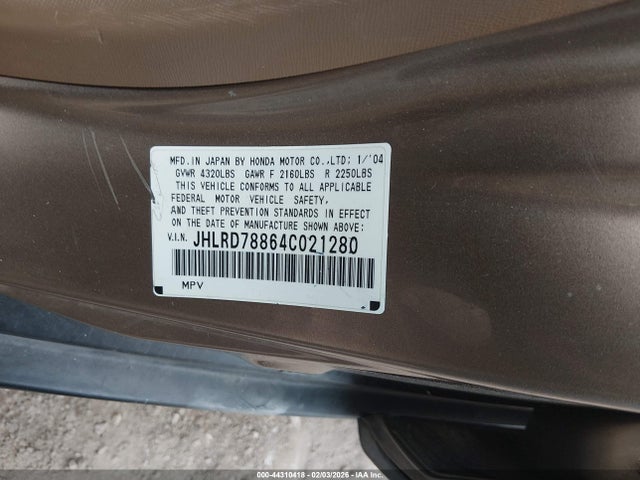 MFD. IN JAPAN BY HONDA MOTOR CO.,LTD: 1/'04
GVWR 4320LBS GAWR F 2160LBS R 2250LBS
THIS VEHICLE CONFORMS TO ALL APPLICABLE
FEDERAL MOTOR VEHICLE SAFETY,
AND THEFT PREVENTION STANDARDS IN EFFECT
ON THE DATE OF MANUFACTURE SHOWN ABOVE:
V.I.N. JHLRD78864C021280
MPV
000-44310418 - 02/03/2026 - COPYRIGHT IAA